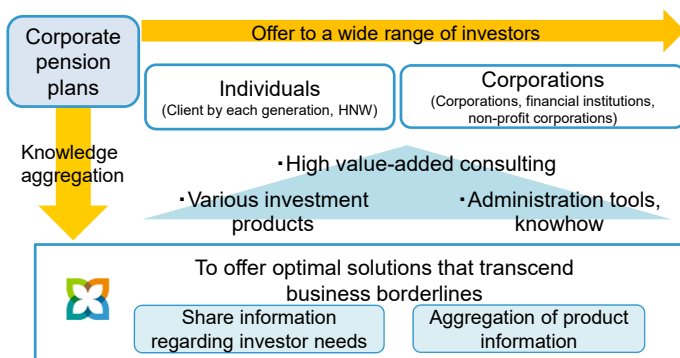 Corporate
pension
plans
Offer to a wide range of investors
Individuals
(Client by each generation, HNW)
Corporations
(Corporations, financial institutions,
non-profit corporations)
Knowledge
aggregation
・High value-added consulting
・Various investment
products
・Administration tools,
knowhow
To offer optimal solutions that transcend
business borderlines
Share information
regarding investor needs
Aggregation of product
information